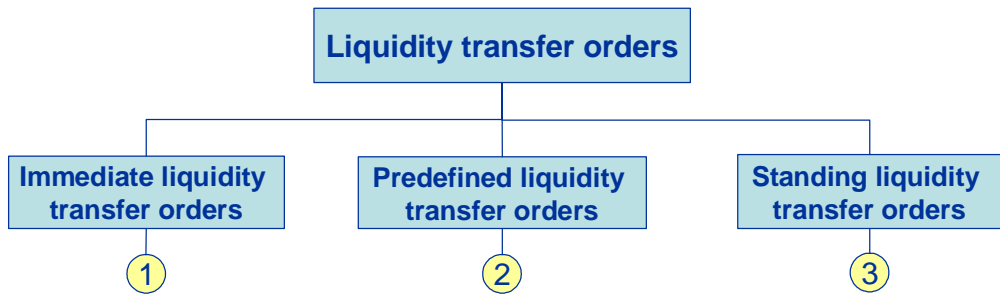 Liquidity transfer orders
Immediate liquidity
transfer orders
Predefined liquidity
transfer orders
Standing liquidity
transfer orders
1
2
3